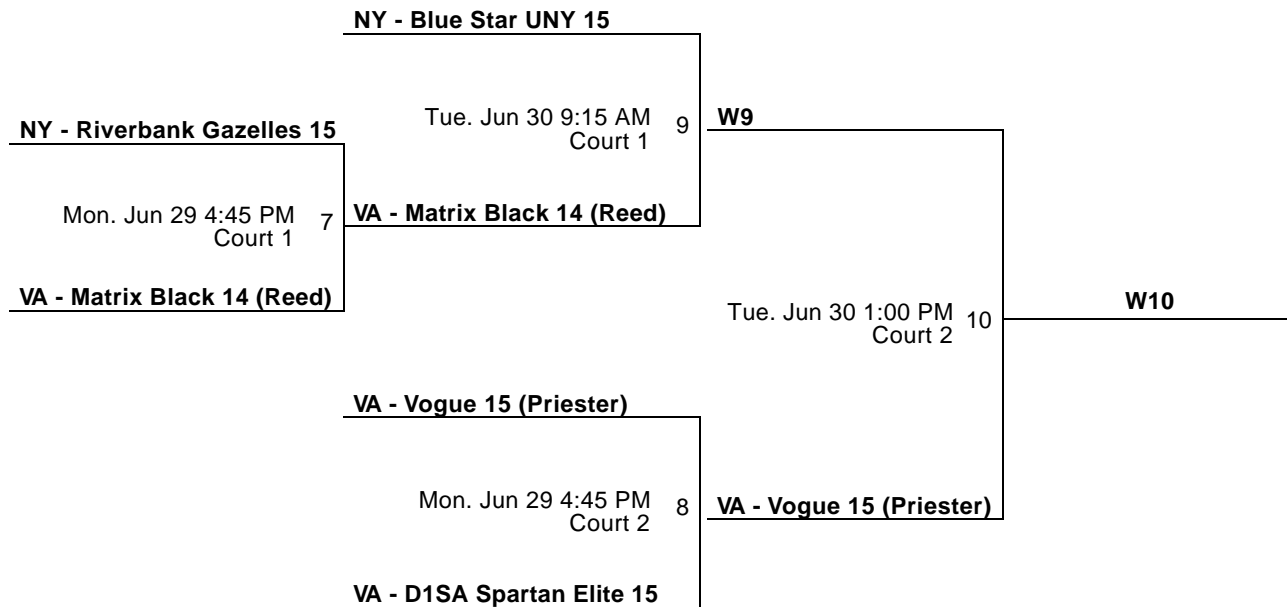 NY - Blue Star UNY 15
Tue. Jun 30 9:15 AM
Court 1
9
W9
NY - Riverbank Gazelles 15
Mon. Jun 29 4:45 PM
Court 1
7
VA - Matrix Black 14 (Reed)
VA - Matrix Black 14 (Reed)
Tue. Jun 30 1:00 PM
Court 2
10
W10
VA - Vogue 15 (Priester)
Mon. Jun 29 4:45 PM
Court 2
8
VA - Vogue 15 (Priester)
VA - D1SA Spartan Elite 15